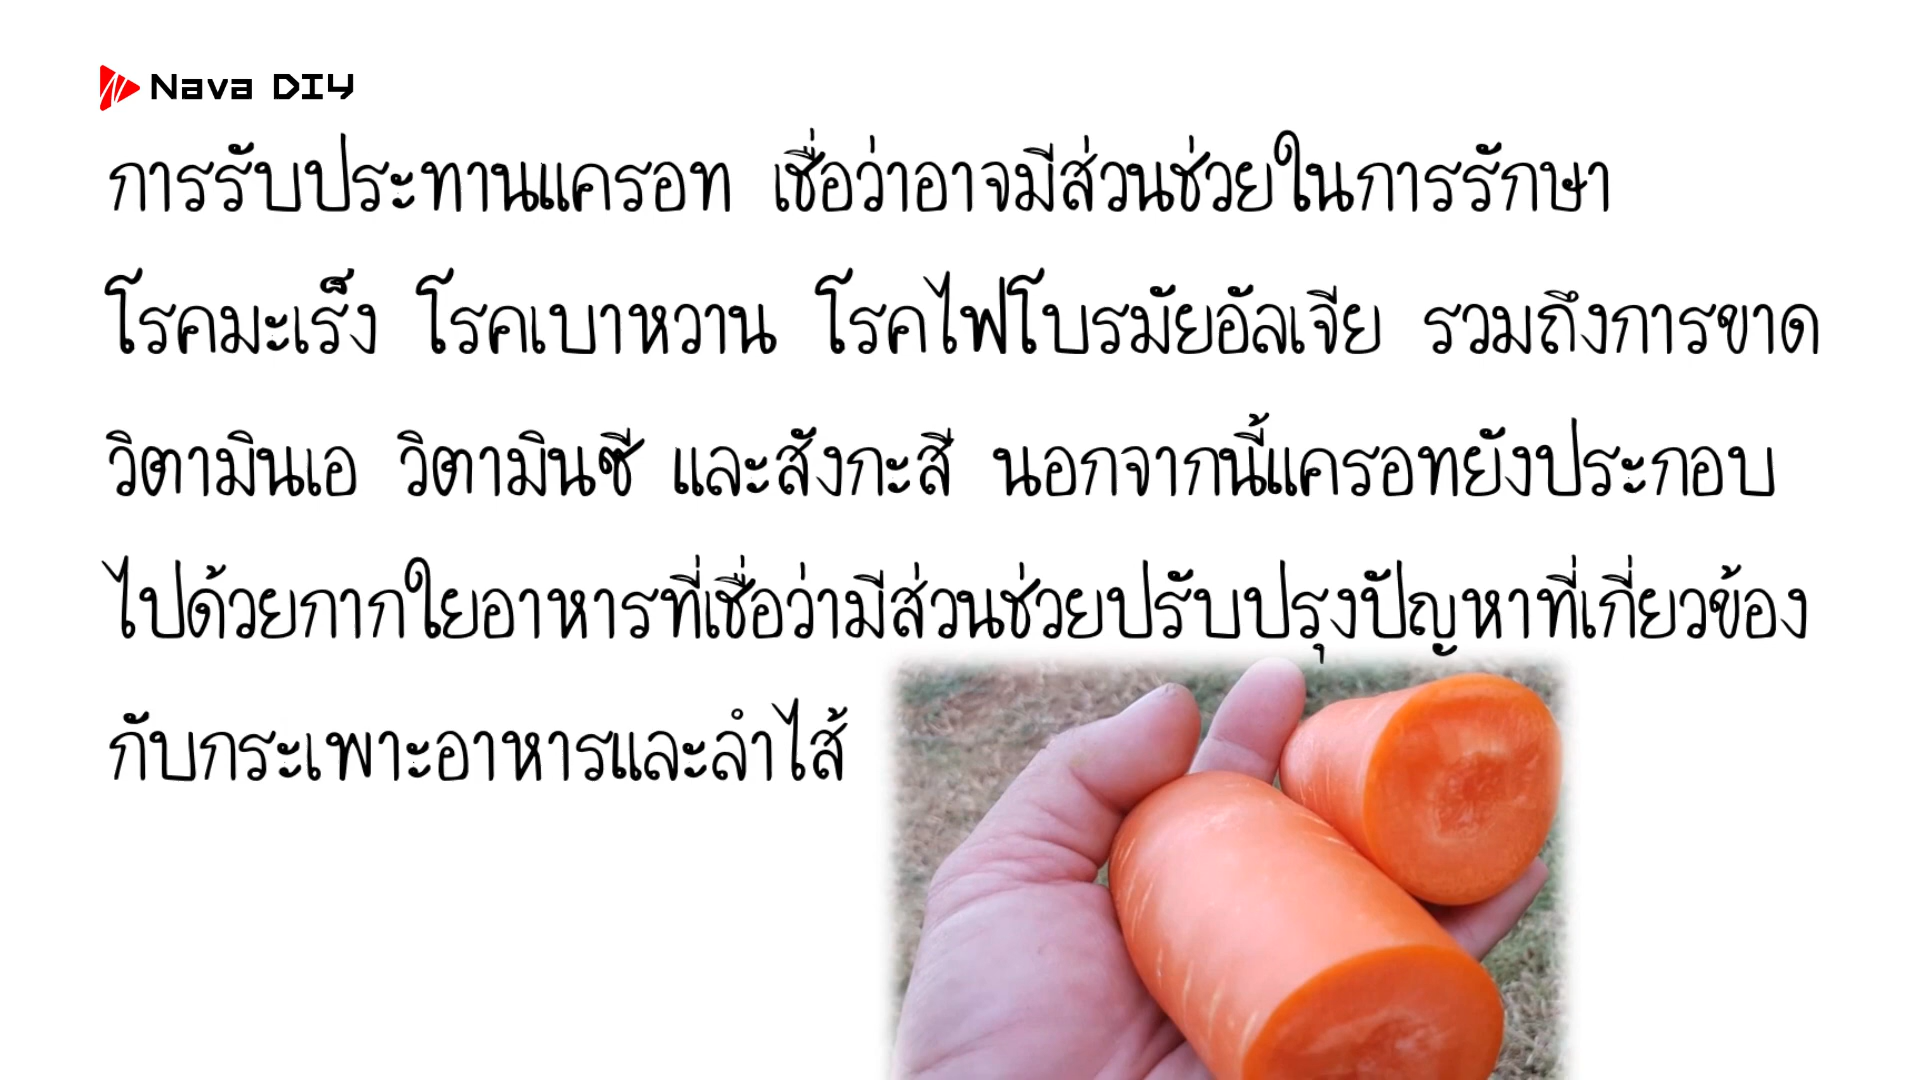 Nava DIY
การรับประทานแครอท เชื่อว่าอาจมีส่วนช่วยในการรักษา
โรคมะเร็ง โรคเบาหวาน โรคไฟโบรมัยอัลเจีย รวมถึงการขาด
วิตามินเอ วิตามินซี และสังกะสี นอกจากนี้แครอทยังประกอบ
ไปด้วยกากใยอาหารที่เชื่อว่ามีส่วนช่วยปรับปรุงปัญหาที่เกี่ยวข้อง
กับกระเพาะอาหารและลำไส้